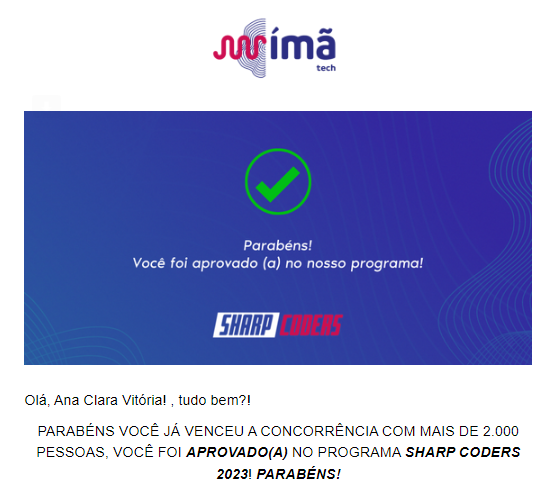 ímã
tech
Parabéns!
Você foi aprovado (a) no nosso programa!
SHARP CODERS
Olá, Ana Clara Vitória! , tudo bem?!
PARABÉNS VOCÊ JÁ VENCEU A CONCORRÊNCIA COM MAIS DE 2.000
PESSOAS, VOCÊ FOI APROVADO(A) NO PROGRAMA SHARP CODERS
2023! PARABÉNS!